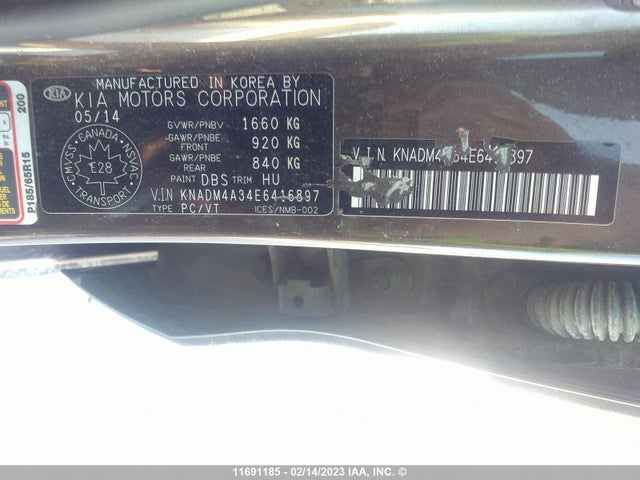 MANUFACTURED IN KOREA BY
KIA KIA MOTORS CORPORATION
05/14
GVWR/PNBV 1660 KG
GAWR/PNBE FRONT 920 KG
GAWR/PNBE REAR 840 KG
PAINT DBS TRIM HU
V.I.N KNADM4A34E6416897
TYPE PC/VT ICES/NMB-002
CMVSS · CANADA · NSVAC
E28
TRANSPORT
200
P185/65R15
V.I.N. 
11691185 - 02/14/2023 IAA, Inc. ©